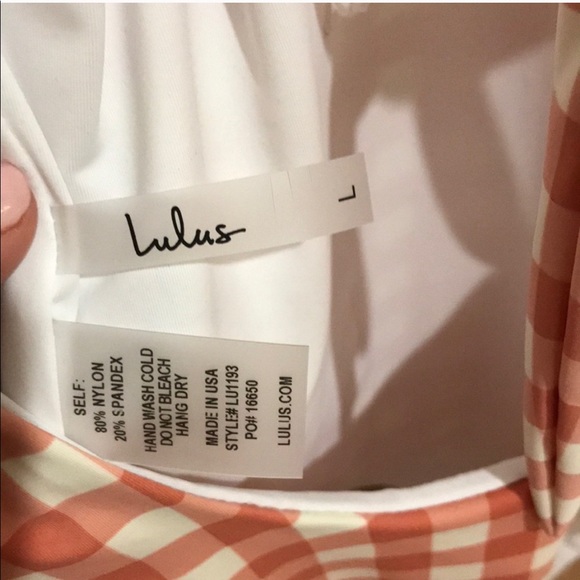 Lulus
L
SELF:
80% NYLON
20% SPANDEX
HAND WASH COLD
DO NOT BLEACH
HANG DRY
MADE IN USA
STYLE# LU1193
PO# 16650
LULUS.COM